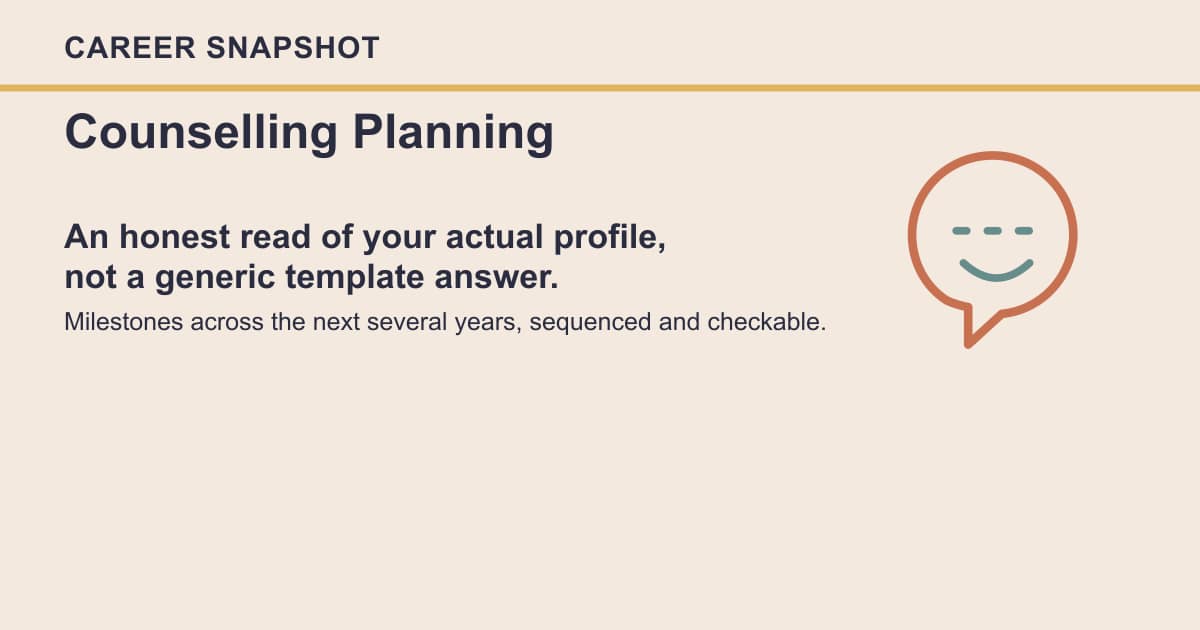 CAREER SNAPSHOT
Counselling Planning
An honest read of your actual profile,
not a generic template answer.
Milestones across the next several years, sequenced and checkable.